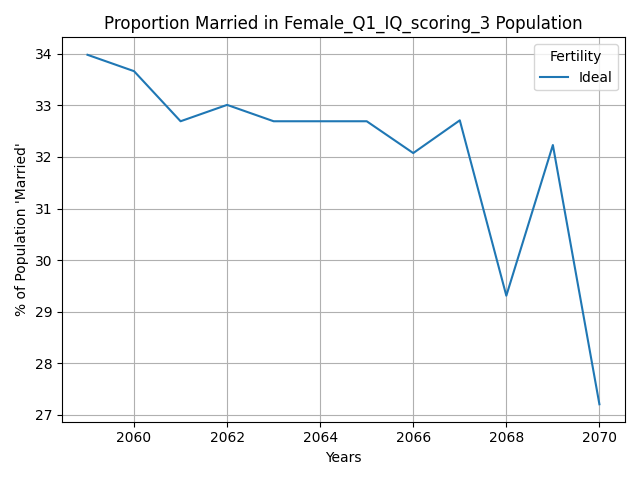 Proportion Married in Female_Q1_IQ_scoring_3 Population
Fertility
Ideal
% of Population 'Married'
34
33
32
31
30
29
28
27
2060
2062
2064
2066
2068
2070
Years